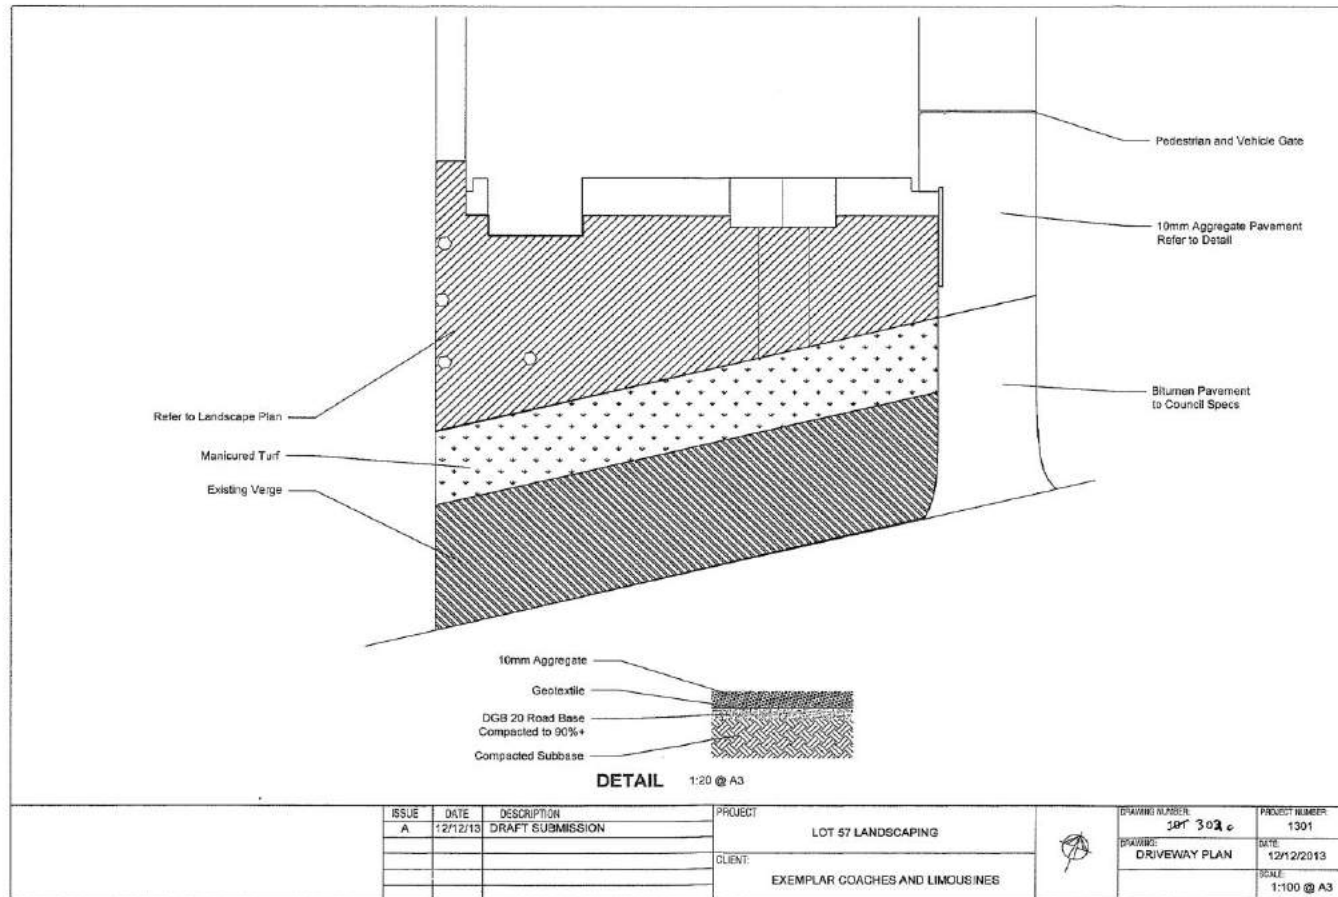 Pedestrian and Vehicle Gate
10mm Aggregate Pavement
Refer to Detail
Bitumen Pavement
to Council Specs
Refer to Landscape Plan
Manicured Turf
Existing Verge
10mm Aggregate
Geotextile
DGB 20 Road Base
Compacted to 90%+
Compacted Subbase
DETAIL 1:20 @ A3
ISSUE DATE DESCRIPTION
A 12/12/13 DRAFT SUBMISSION
PROJECT
LOT 57 LANDSCAPING
CLIENT:
EXEMPLAR COACHES AND LIMOUSINES
DRAWING NUMBER:
PROJECT NUMBER:
1301
DRAWING:
DRIVEWAY PLAN
DATE:
12/12/2013
SCALE:
1:100 @ A3